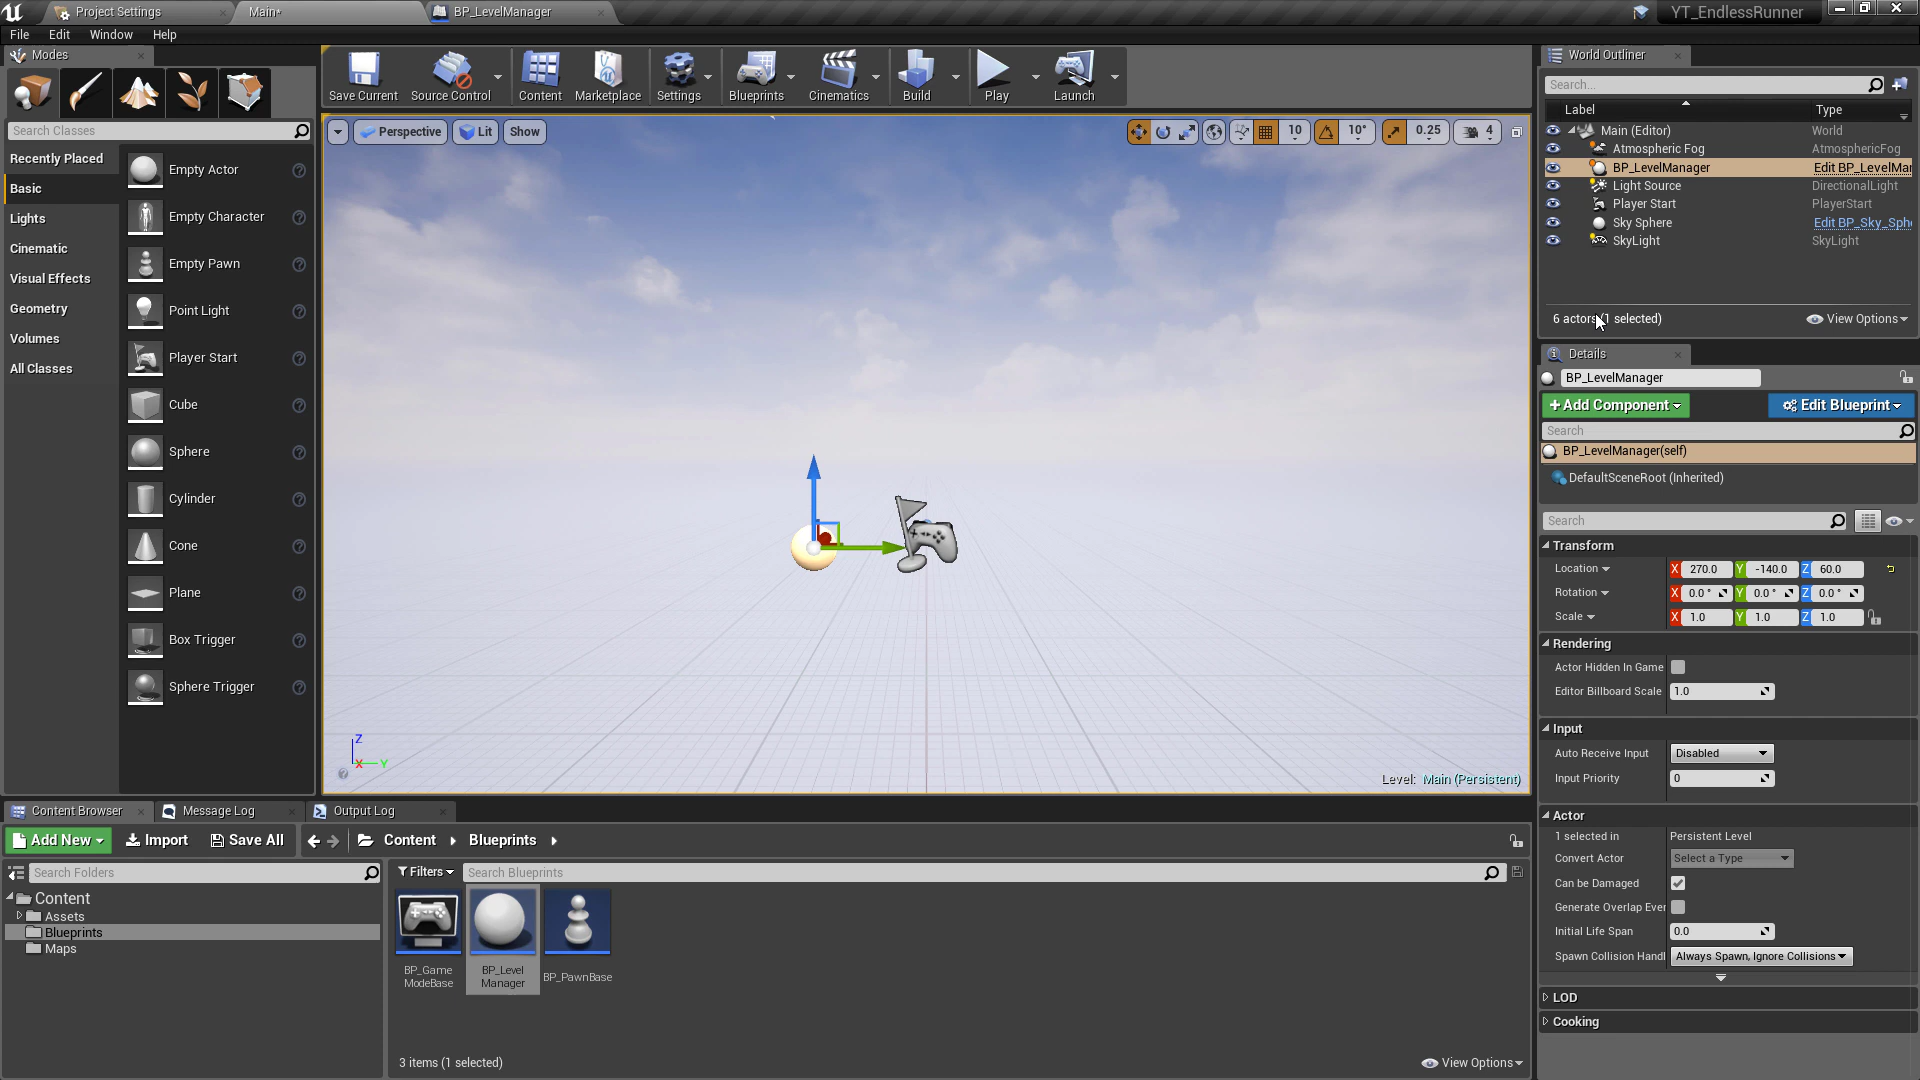 Project Settings
Main*
BP_LevelManager
YT_EndlessRunner
File Edit Window Help
Modes
Save Current
Source Control
Content
Marketplace
Settings
Blueprints
Cinematics
Build
Play
Launch
Search Classes
Recently Placed
Basic
Lights
Cinematic
Visual Effects
Geometry
Volumes
All Classes
Empty Actor
Empty Character
Empty Pawn
Point Light
Player Start
Cube
Sphere
Cylinder
Cone
Plane
Box Trigger
Sphere Trigger
Perspective Lit Show
10 10° 0.25 4
Z
X Y
Level: Main (Persistent)
World Outliner
Search...
Label Type
Main (Editor) World
Atmospheric Fog AtmosphericFog
BP_LevelManager Edit BP_LevelMar
Light Source DirectionalLight
Player Start PlayerStart
Sky Sphere Edit BP_Sky_Sph
SkyLight SkyLight
6 actors (1 selected) View Options
Details
BP_LevelManager
+Add Component Edit Blueprint
Search
BP_LevelManager(self)
DefaultSceneRoot (Inherited)
Search
Transform
Location X 270.0 Y -140.0 Z 60.0
Rotation X 0.0 ° Y 0.0 ° Z 0.0 °
Scale X 1.0 Y 1.0 Z 1.0
Rendering
Actor Hidden In Game
Editor Billboard Scale 1.0
Input
Auto Receive Input Disabled
Input Priority 0
Actor
1 selected in Persistent Level
Convert Actor Select a Type
Can be Damaged
Generate Overlap Ever
Initial Life Span 0.0
Spawn Collision Handl Always Spawn, Ignore Collisions
LOD
Cooking
Content Browser Message Log Output Log
Add New Import Save All Content Blueprints
Search Folders
Content
Assets
Blueprints
Maps
Filters Search Blueprints
BP_Game
ModeBase
BP_Level
Manager
BP_PawnBase
3 items (1 selected) View Options